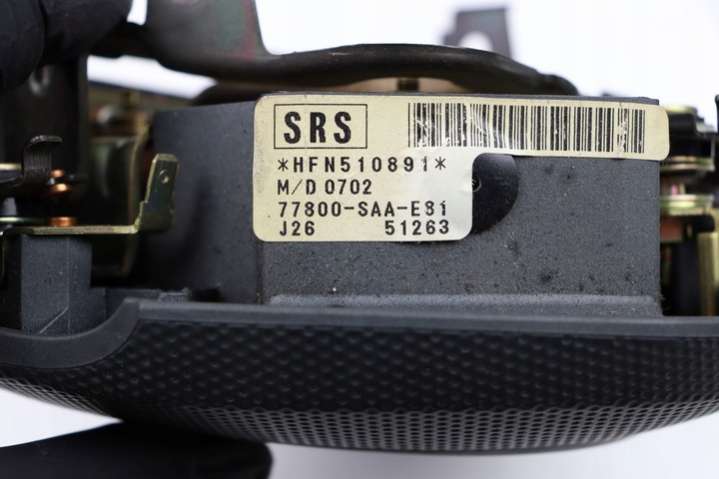 SRS
*HFN510891*
M/D 0702
77800-SAA-E81
J26 51263